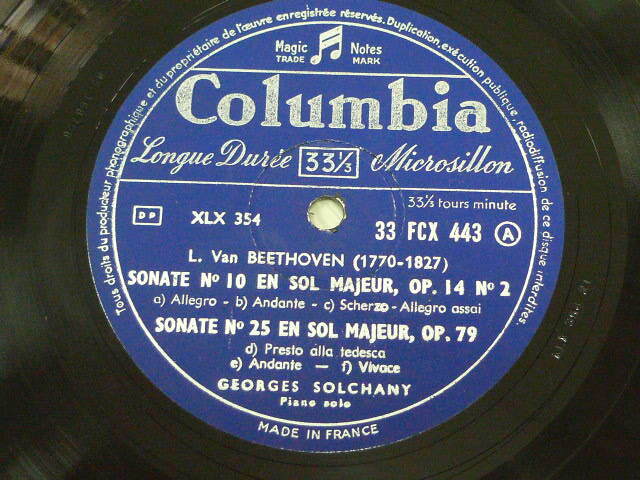 Tous droits du producteur phonographique et du propriétaire de l'œuvre enregistrée réservés. Duplication, exécution publique, radiodiffusion de ce disque interdites.
Magic Notes
TRADE MARK
Columbia
Longue Durée 33⅓ Microsillon
33⅓ tours minute
DP XLX 354 33 FCX 443 A
L. Van BEETHOVEN (1770-1827)
SONATE Nº 10 EN SOL MAJEUR, OP. 14 Nº 2
a) Allegro - b) Andante - c) Scherzo - Allegro assai
SONATE Nº 25 EN SOL MAJEUR, OP. 79
d) Presto alla tedesca
e) Andante — f) Vivace
GEORGES SOLCHANY
Piano solo
MADE IN FRANCE